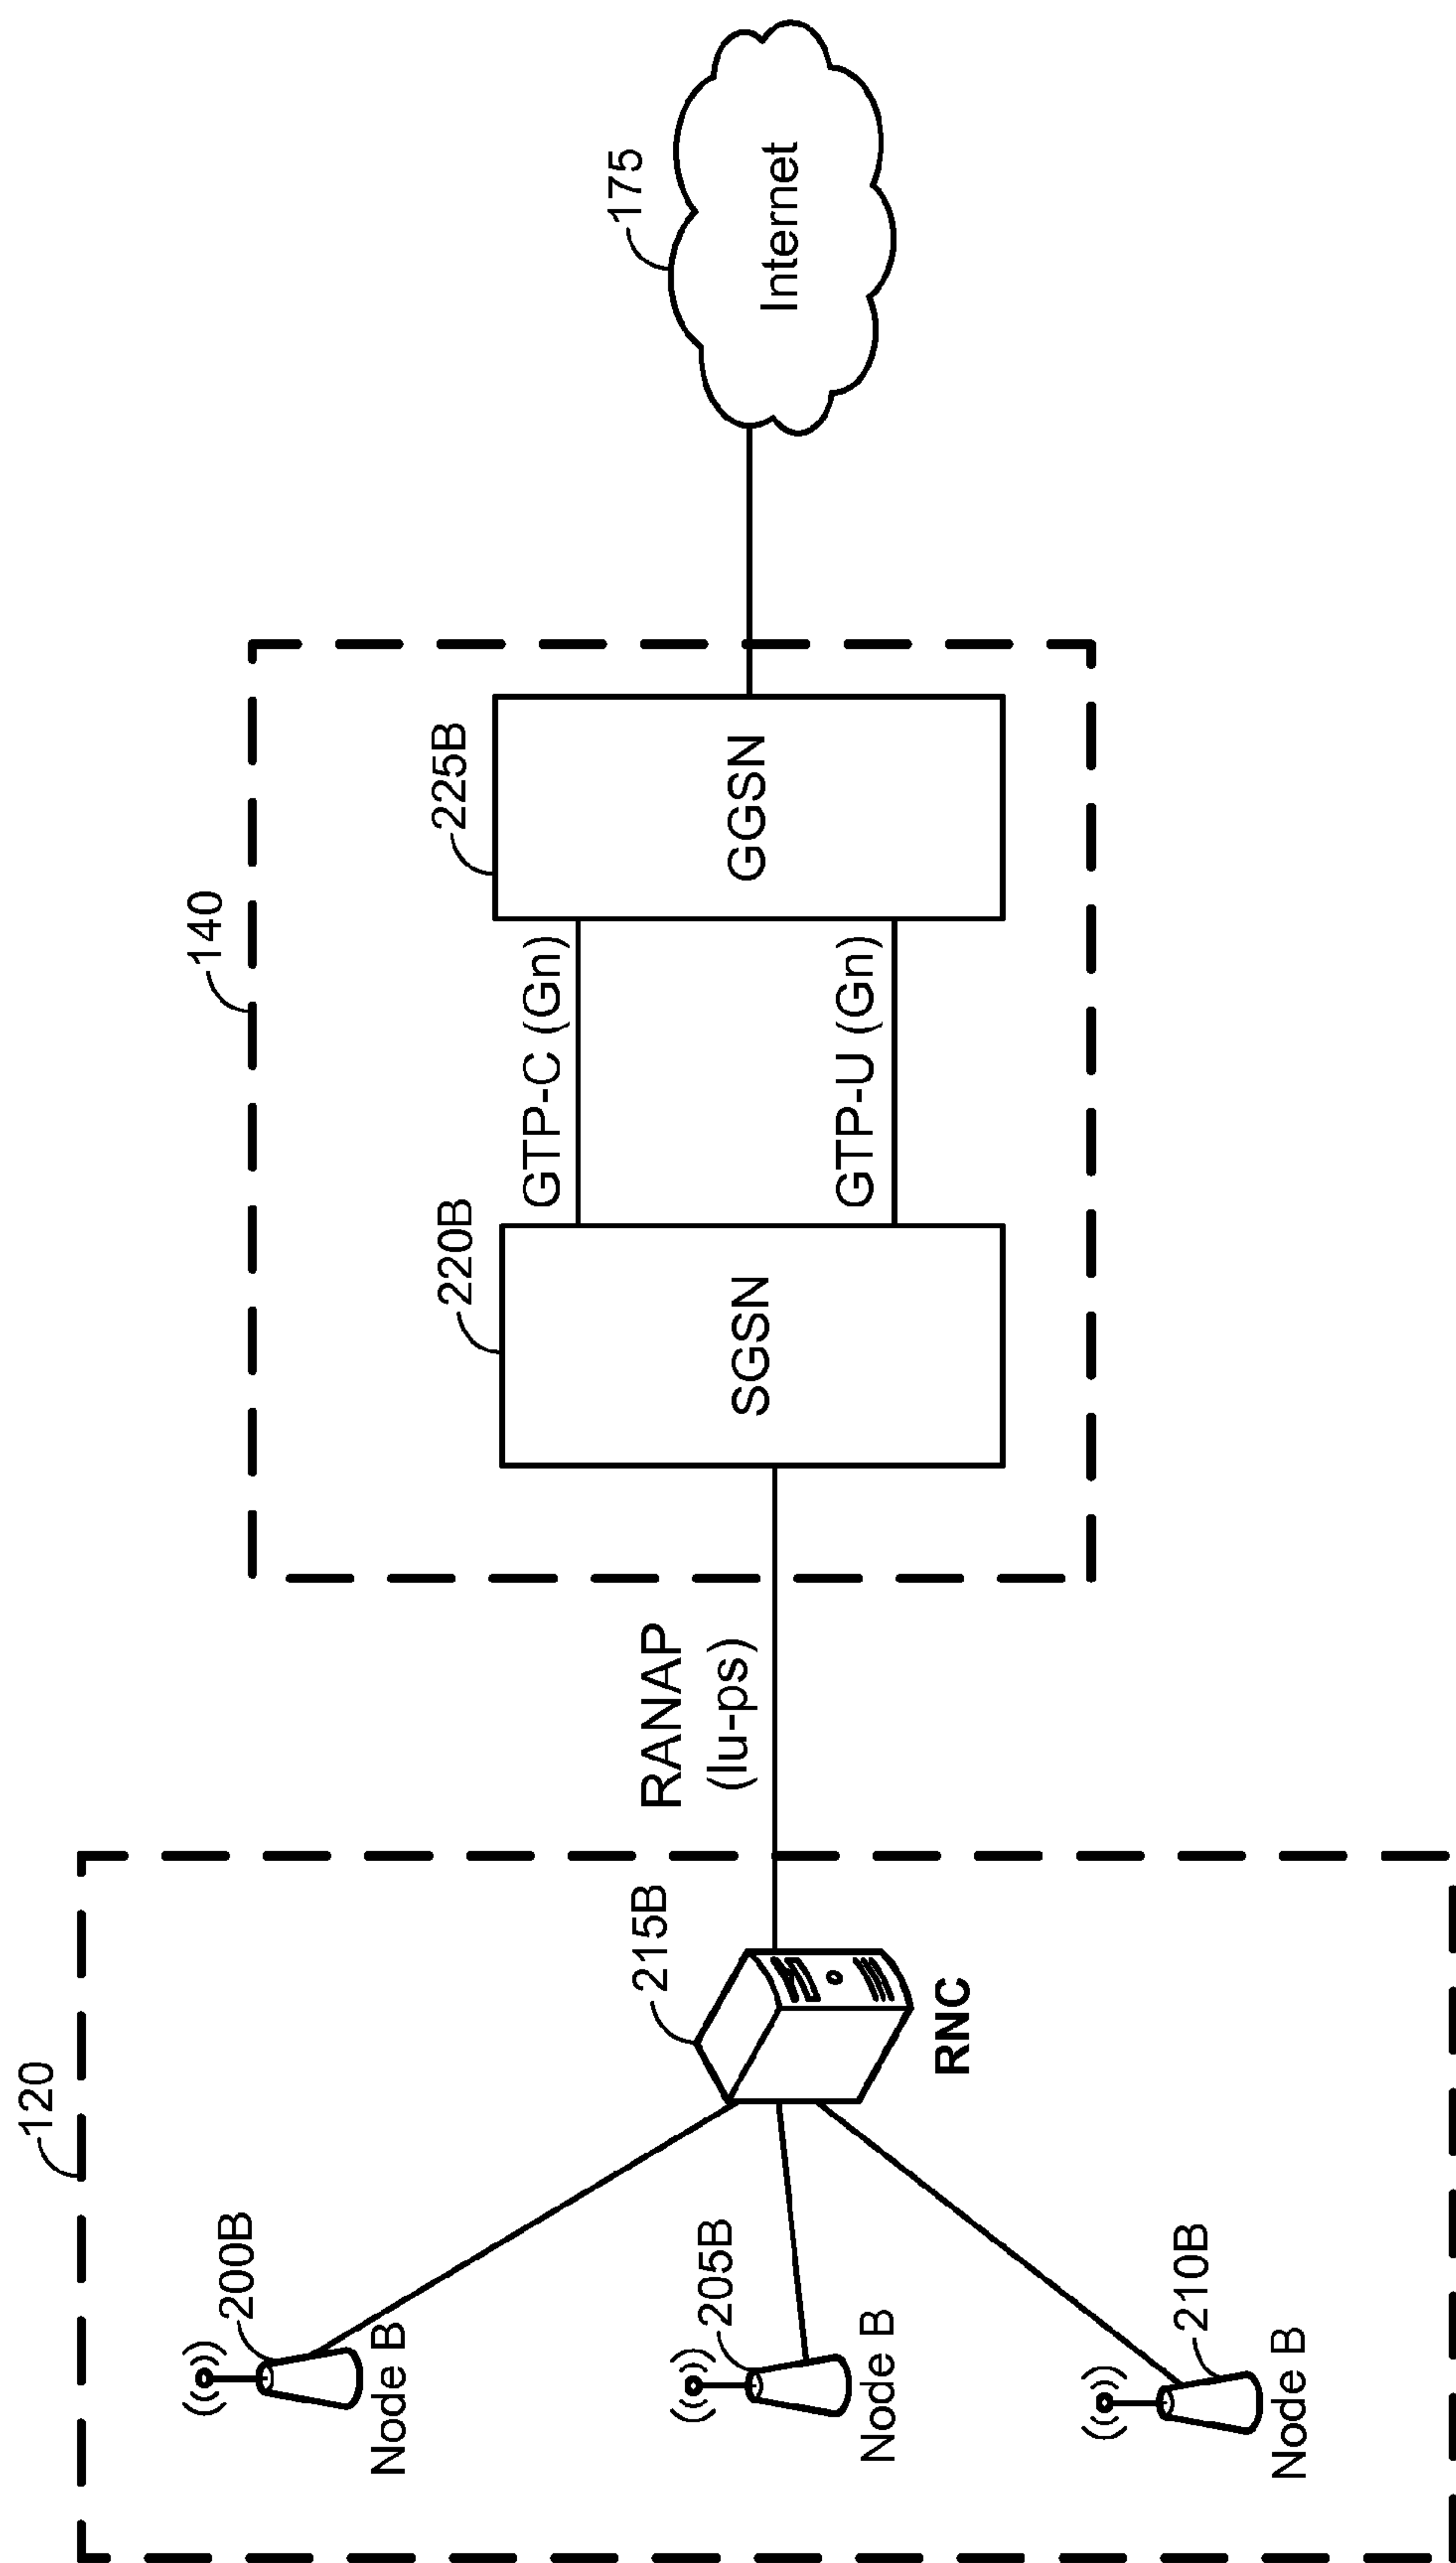 120
200B
Node B
205B
Node B
210B
Node B
215B
RNC
RANAP
(Iu-ps)
140
220B
SGSN
GTP-C (Gn)
GTP-U (Gn)
225B
GGSN
175
Internet